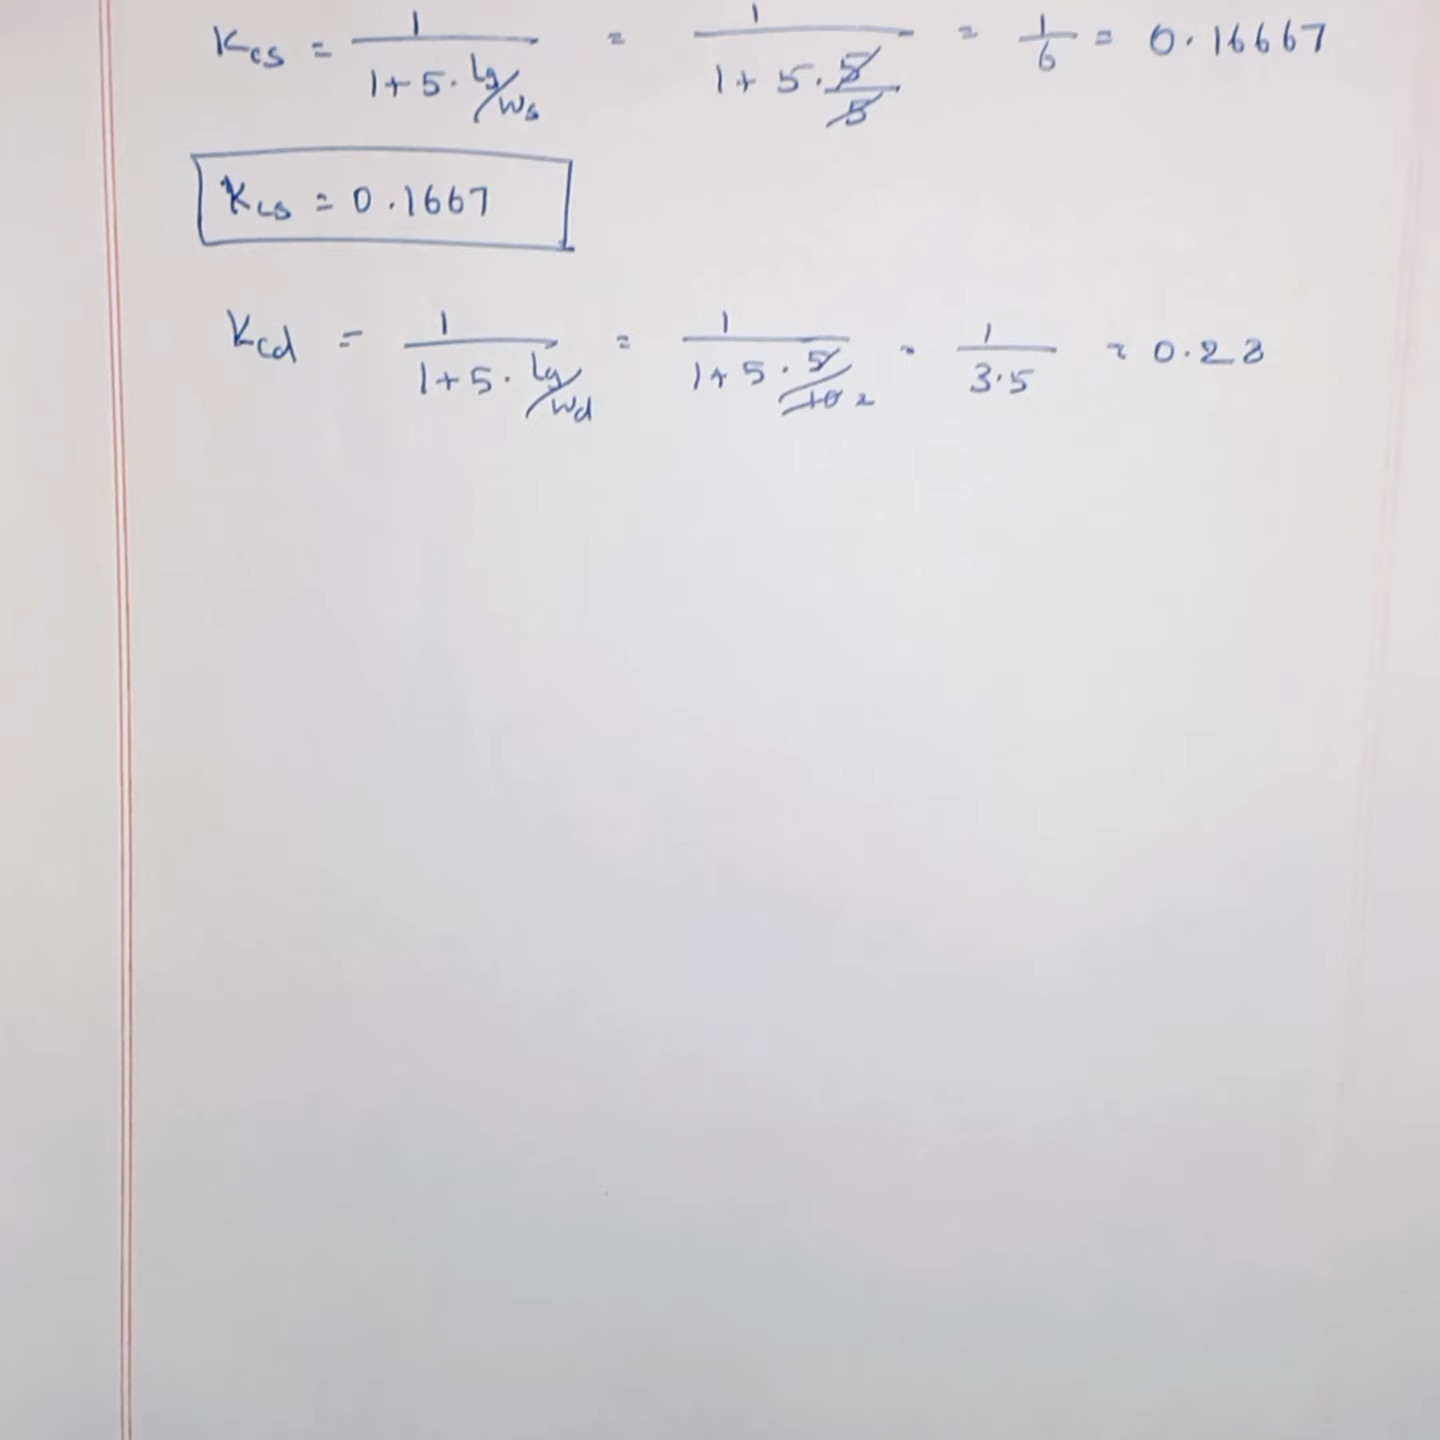 Kcs = 1/(1+5·lg/ws) = 1/(1+5·5/5) = 1/6 = 0.16667
Kcs = 0.1667
Kcd = 1/(1+5·lg/wd) = 1/(1+5·5/10 2) = 1/3.5 = 0.28